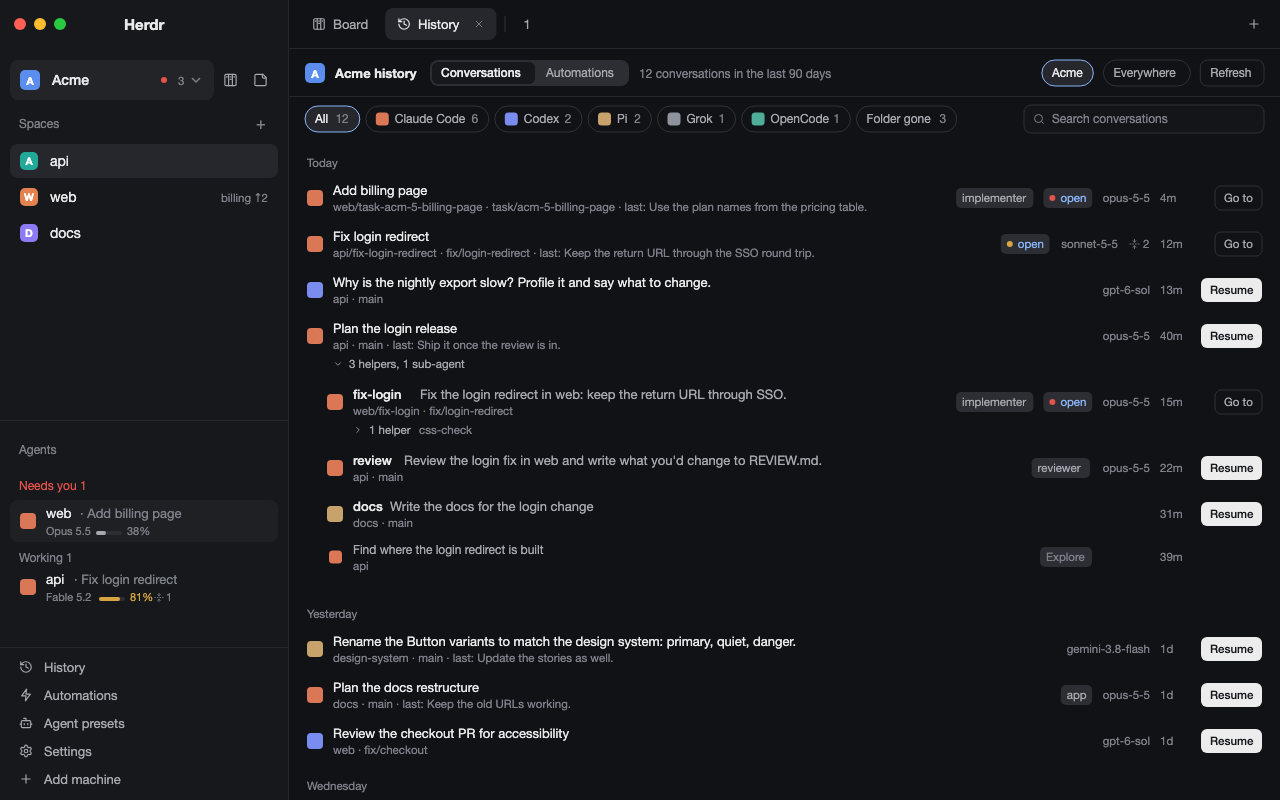 Herdr
A Acme 3
Spaces
A api
W web billing ↑2
D docs
Agents
Needs you 1
web · Add billing page
Opus 5.5 38%
Working 1
api · Fix login redirect
Fable 5.2 81% 1
History
Automations
Agent presets
Settings
Add machine
Board History 1
A Acme history Conversations Automations 12 conversations in the last 90 days Acme Everywhere Refresh
All 12 Claude Code 6 Codex 2 Pi 2 Grok 1 OpenCode 1 Folder gone 3 Search conversations
Today
Add billing page
web/task-acm-5-billing-page · task/acm-5-billing-page · last: Use the plan names from the pricing table.
implementer open opus-5-5 4m Go to
Fix login redirect
api/fix-login-redirect · fix/login-redirect · last: Keep the return URL through the SSO round trip.
open sonnet-5-5 2 12m Go to
Why is the nightly export slow? Profile it and say what to change.
api · main
gpt-6-sol 13m Resume
Plan the login release
api · main · last: Ship it once the review is in.
opus-5-5 40m Resume
3 helpers, 1 sub-agent
fix-login Fix the login redirect in web: keep the return URL through SSO.
web/fix-login · fix/login-redirect
implementer open opus-5-5 15m Go to
1 helper css-check
review Review the login fix in web and write what you'd change to REVIEW.md.
api · main
reviewer opus-5-5 22m Resume
docs Write the docs for the login change
docs · main
31m Resume
Find where the login redirect is built
api
Explore 39m
Yesterday
Rename the Button variants to match the design system: primary, quiet, danger.
design-system · main · last: Update the stories as well.
gemini-3.8-flash 1d Resume
Plan the docs restructure
docs · main · last: Keep the old URLs working.
app opus-5-5 1d Resume
Review the checkout PR for accessibility
web · fix/checkout
gpt-6-sol 1d Resume
Wednesday